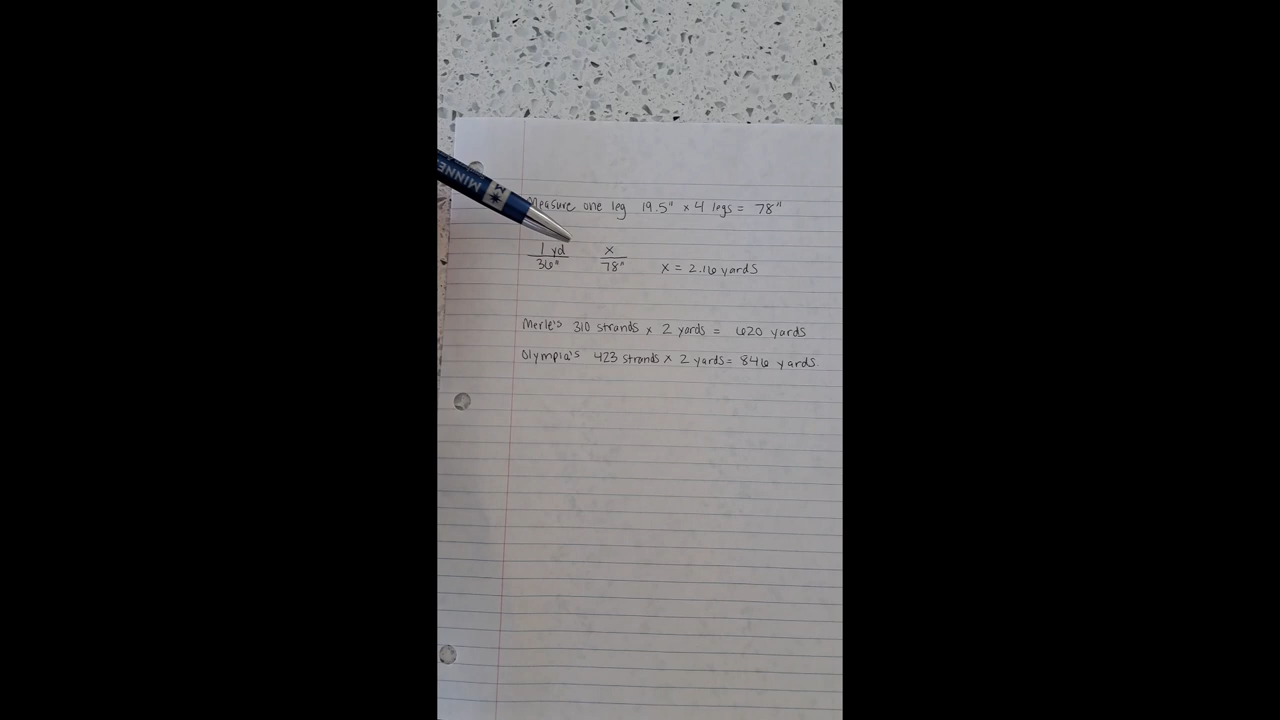 MINNE
M
Measure one leg 19.5" x 4 legs = 78"
1 yd x
36" 78" x = 2.16 yards
Merle's 310 strands x 2 yards = 620 yards
Olympia's 423 strands x 2 yards = 846 yards.